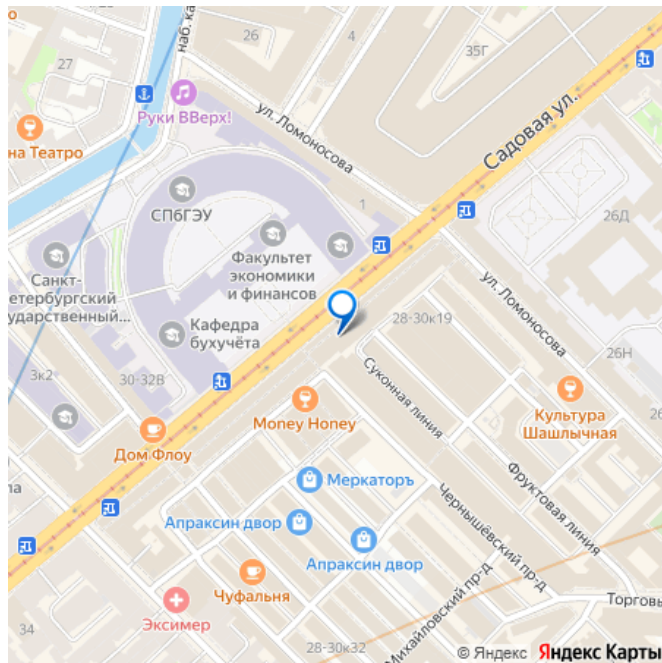 27
наб. ка
26
4
35Г
Руки ВВерх!
ул. Ломоносова
Садовая ул.
на Театро
СПбГЭУ
1
26Д
Факультет
экономики
и финансов
Санкт-
етербургский
ударственный...
Кафедра
бухучёта
28-30к19
ул. Ломоносова
26Н
3к2
30-32В
Суконная линия
Money Honey
Культура
Шашлычная
Дом Флоу
Меркаторъ
Фруктовая линия
Апраксин двор
Чернышёвский пр-д
Апраксин двор
Чуфальня
Михайловский пр-д
Торговы
Эксимер
34
28-30к32
© Яндекс Яндекс Карты